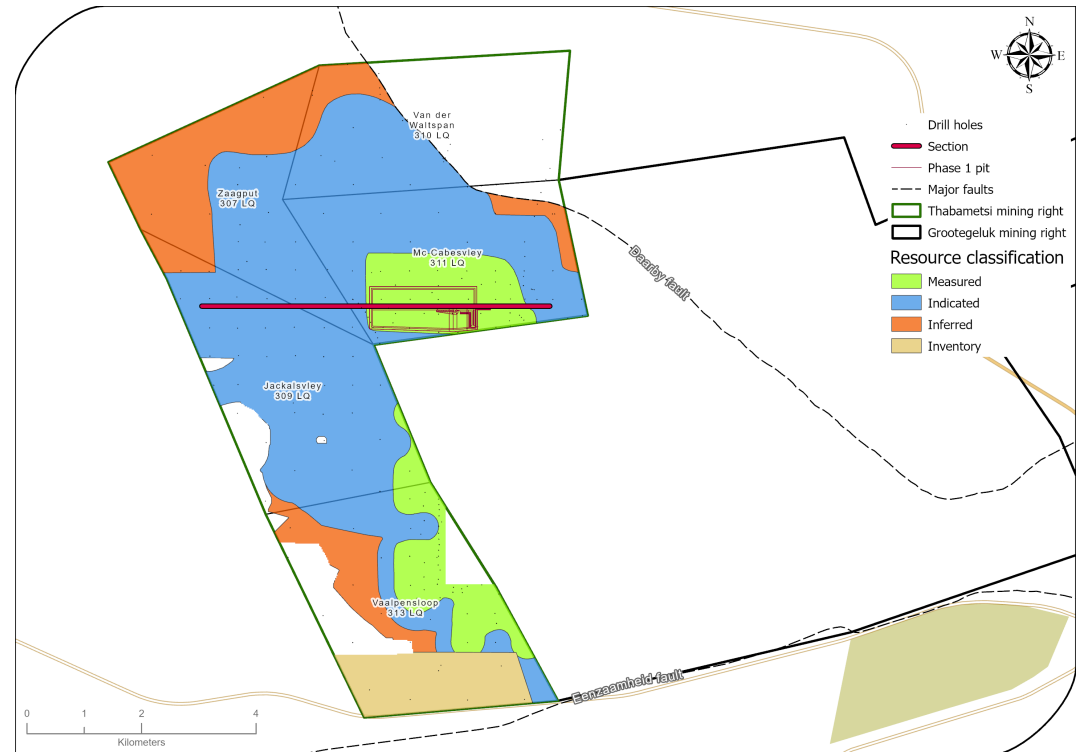 N
W
E
S
Drill holes
Section
Phase 1 pit
Major faults
Thabametsi mining right
Grootegeluk mining right
Resource classification
Measured
Indicated
Inferred
Inventory
Van der
Waltspan
310 LQ
Zaagput
307 LQ
Mc Cabesvley
311 LQ
Daarby fault
Jackalsvley
309 LQ
Vaalpensloop
313 LQ
Eenzaamheid fault
0 1 2 4
Kilometers